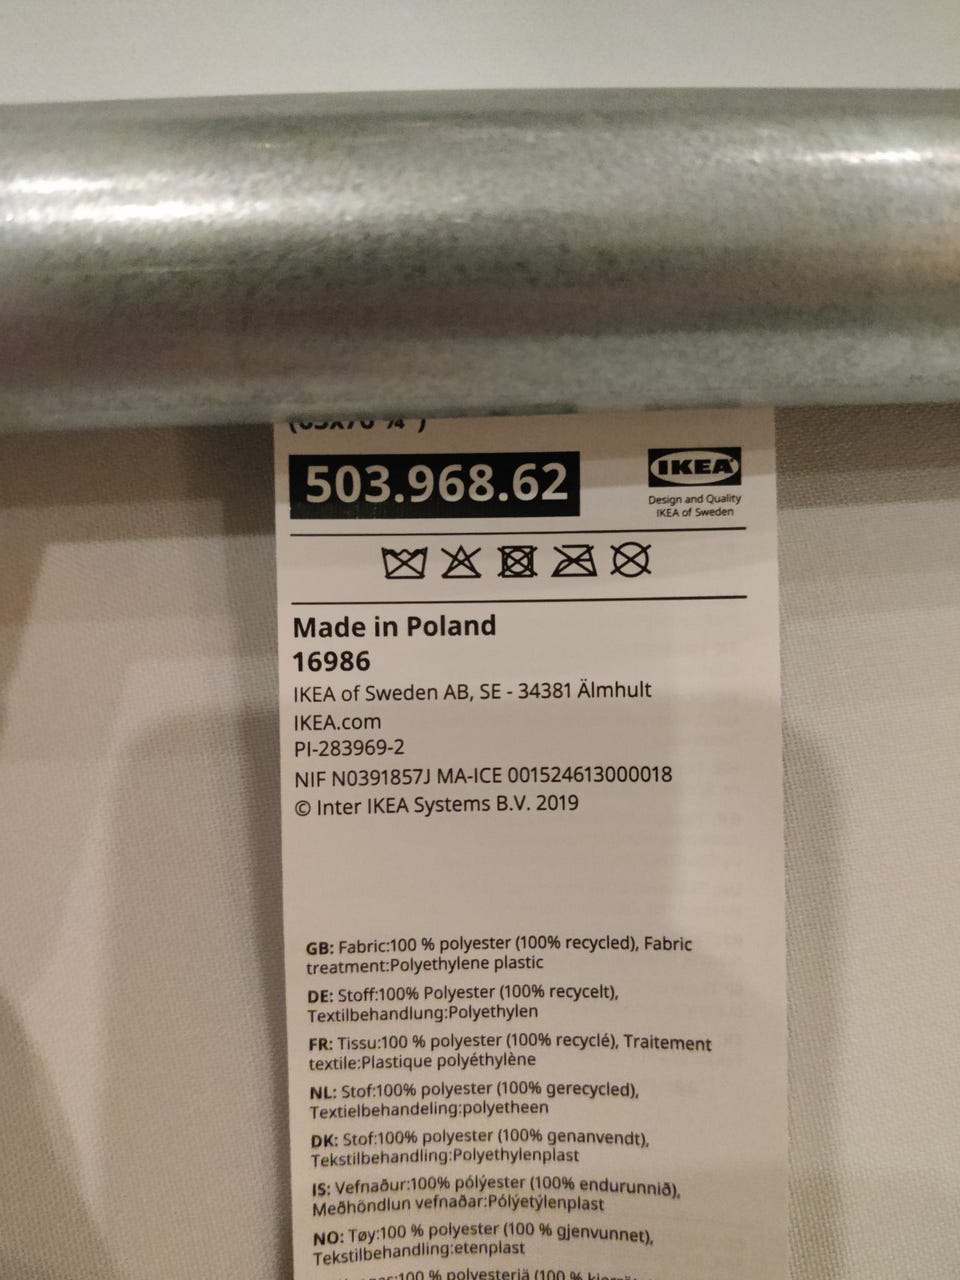 503.968.62
IKEA
Design and Quality
IKEA of Sweden
Made in Poland
16986
IKEA of Sweden AB, SE - 34381 Älmhult
IKEA.com
PI-283969-2
NIF N0391857J MA-ICE 001524613000018
© Inter IKEA Systems B.V. 2019
GB: Fabric:100 % polyester (100% recycled), Fabric
treatment:Polyethylene plastic
DE: Stoff:100% Polyester (100% recycelt),
Textilbehandlung:Polyethylen
FR: Tissu:100 % polyester (100% recyclé), Traitement
textile:Plastique polyéthylène
NL: Stof:100% polyester (100% gerecycled),
Textielbehandeling:polyetheen
DK: Stof:100% polyester (100% genanvendt),
Tekstilbehandling:Polyethylenplast
IS: Vefnaður:100% pólýester (100% endurunnið),
Meðhöndlun vefnaðar:Pólýetýlenplast
NO: Tøy:100 % polyester (100 % gjenvunnet),
Tekstilbehandling:etenplast